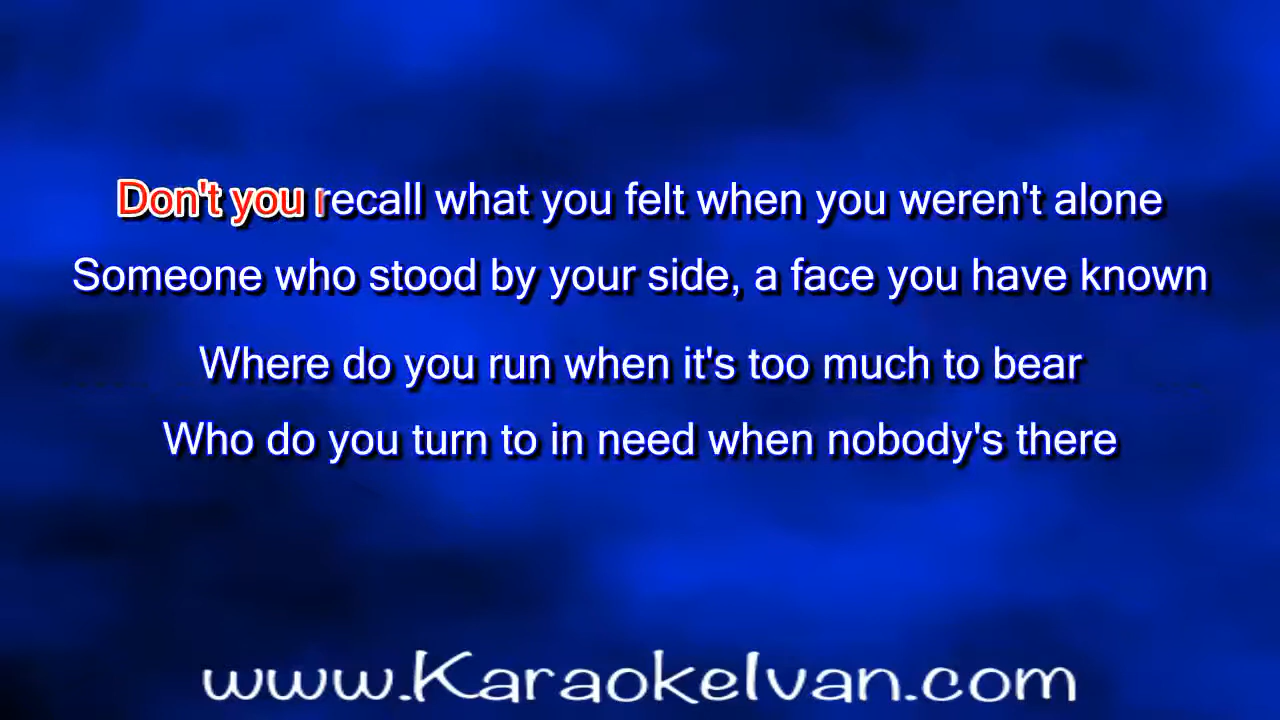 Don't you recall what you felt when you weren't alone
Someone who stood by your side, a face you have known
Where do you run when it's too much to bear
Who do you turn to in need when nobody's there
www.KaraokeIvan.com